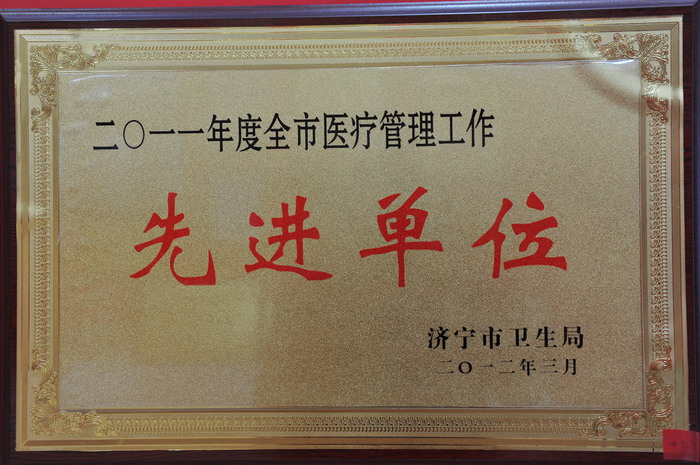 二〇一一年度全市医疗管理工作
先进单位
济宁市卫生局
二〇一二年三月